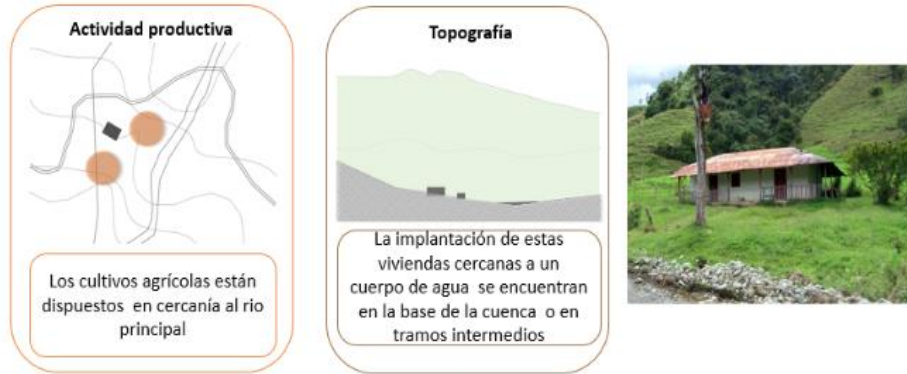 Actividad productiva
Los cultivos agrícolas están
dispuestos en cercanía al rio
principal
Topografía
La implantación de estas
viviendas cercanas a un
cuerpo de agua se encuentran
en la base de la cuenca o en
tramos intermedios